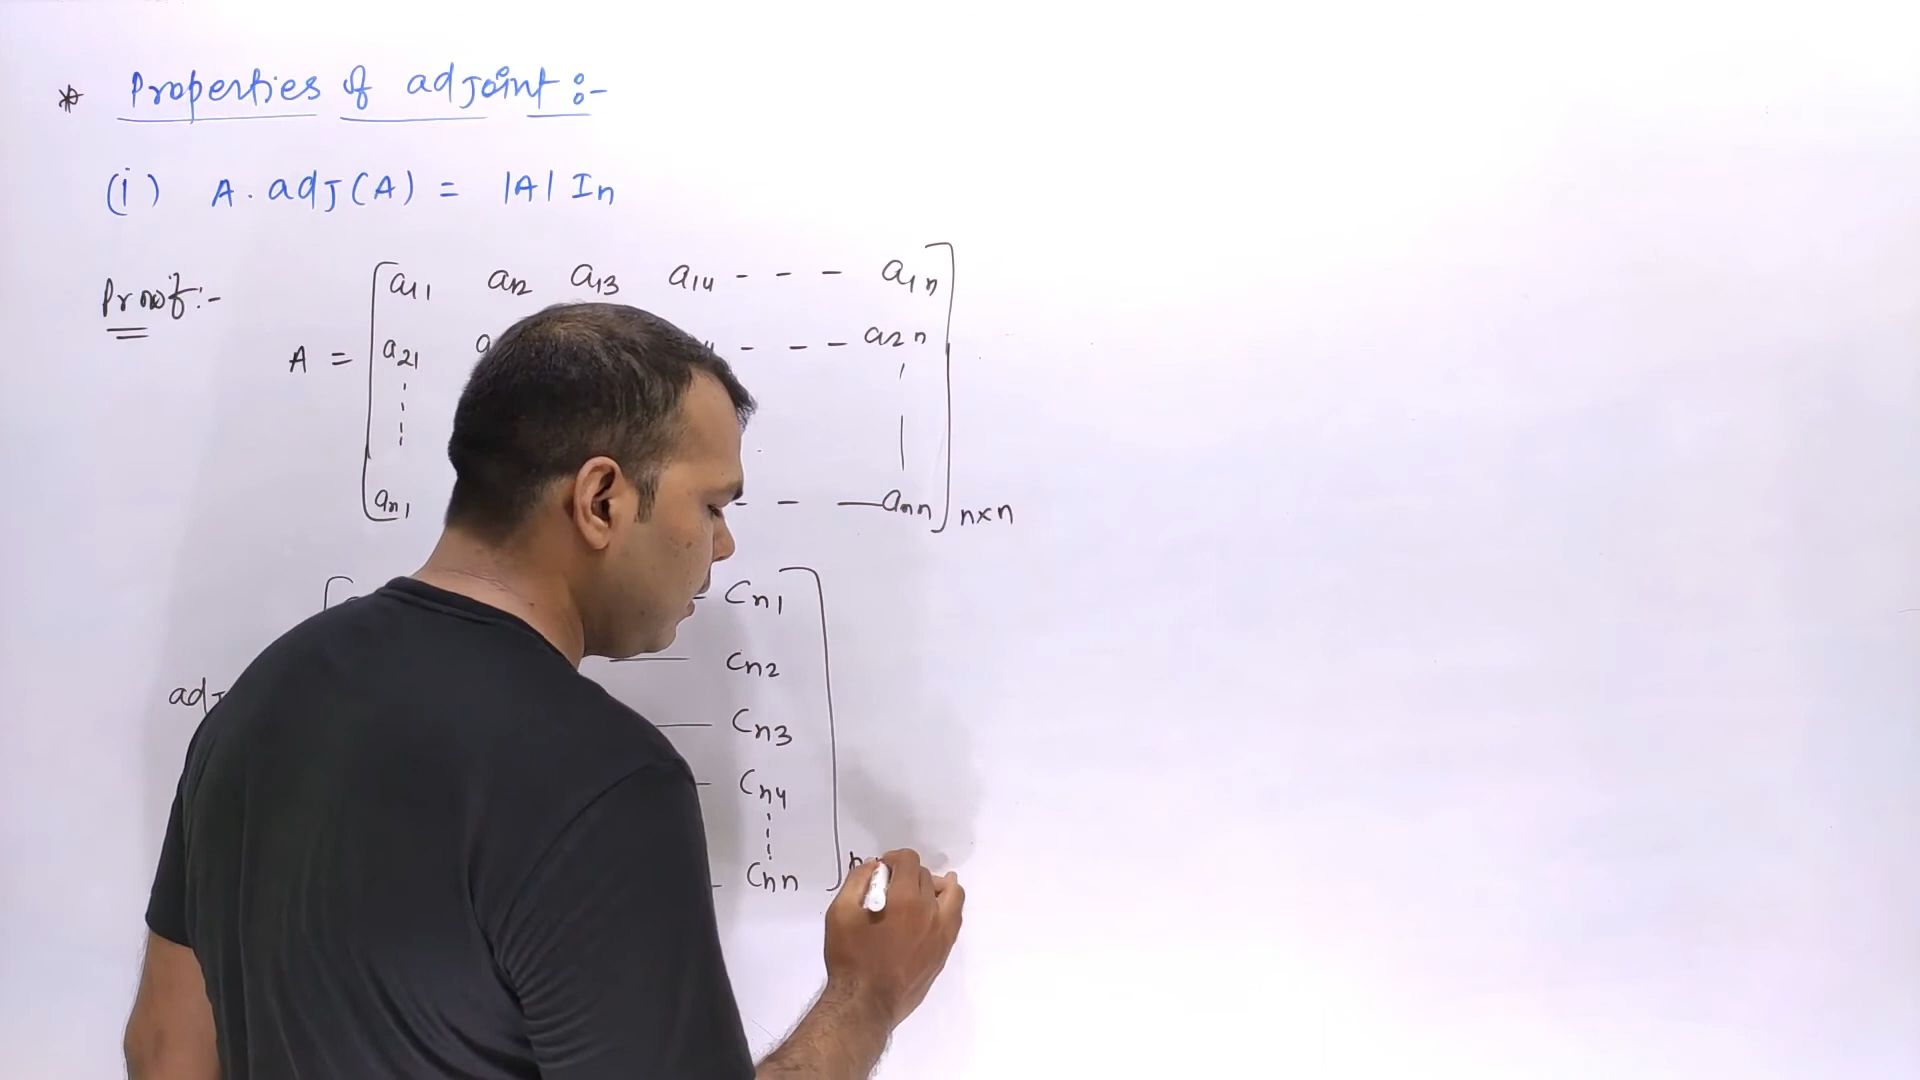 * Properties of adjoint :-
(i) A. adj(A) = |A| In
Proof:-
a11 a12 a13 a14 - - - a1n
A = a21 - - - a2n
an1 - - — ann n×n
Cn1
Cn2
adj
Cn3
Cn4
Cnn